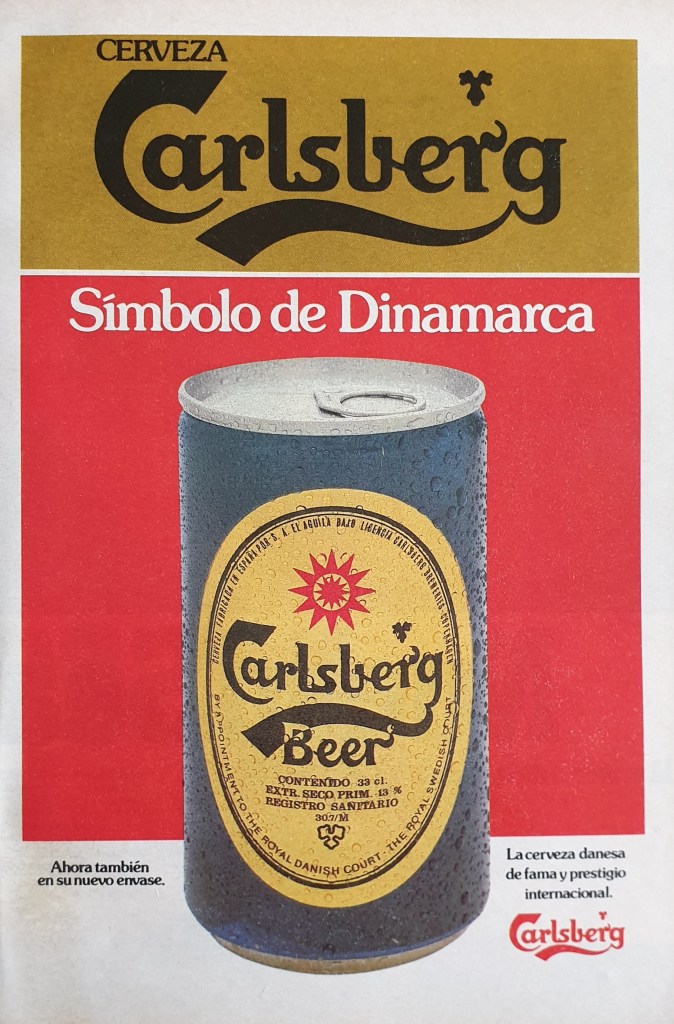 CERVEZA
Carlsberg
Símbolo de Dinamarca
CERVEZA FABRICADA EN ESPAÑA POR S. A. EL AGUILA BAJO LICENCIA CARLSBERG BREWERIES COPENHAGEN
Carlsberg
Beer
CONTENIDO 33 cl.
EXTR. SECO PRIM. 13 %
REGISTRO SANITARIO
30.7/M
BY APPOINTMENT TO THE ROYAL DANISH COURT · THE ROYAL SWEDISH COURT
Ahora también
en su nuevo envase.
La cerveza danesa
de fama y prestigio
internacional.
Carlsberg